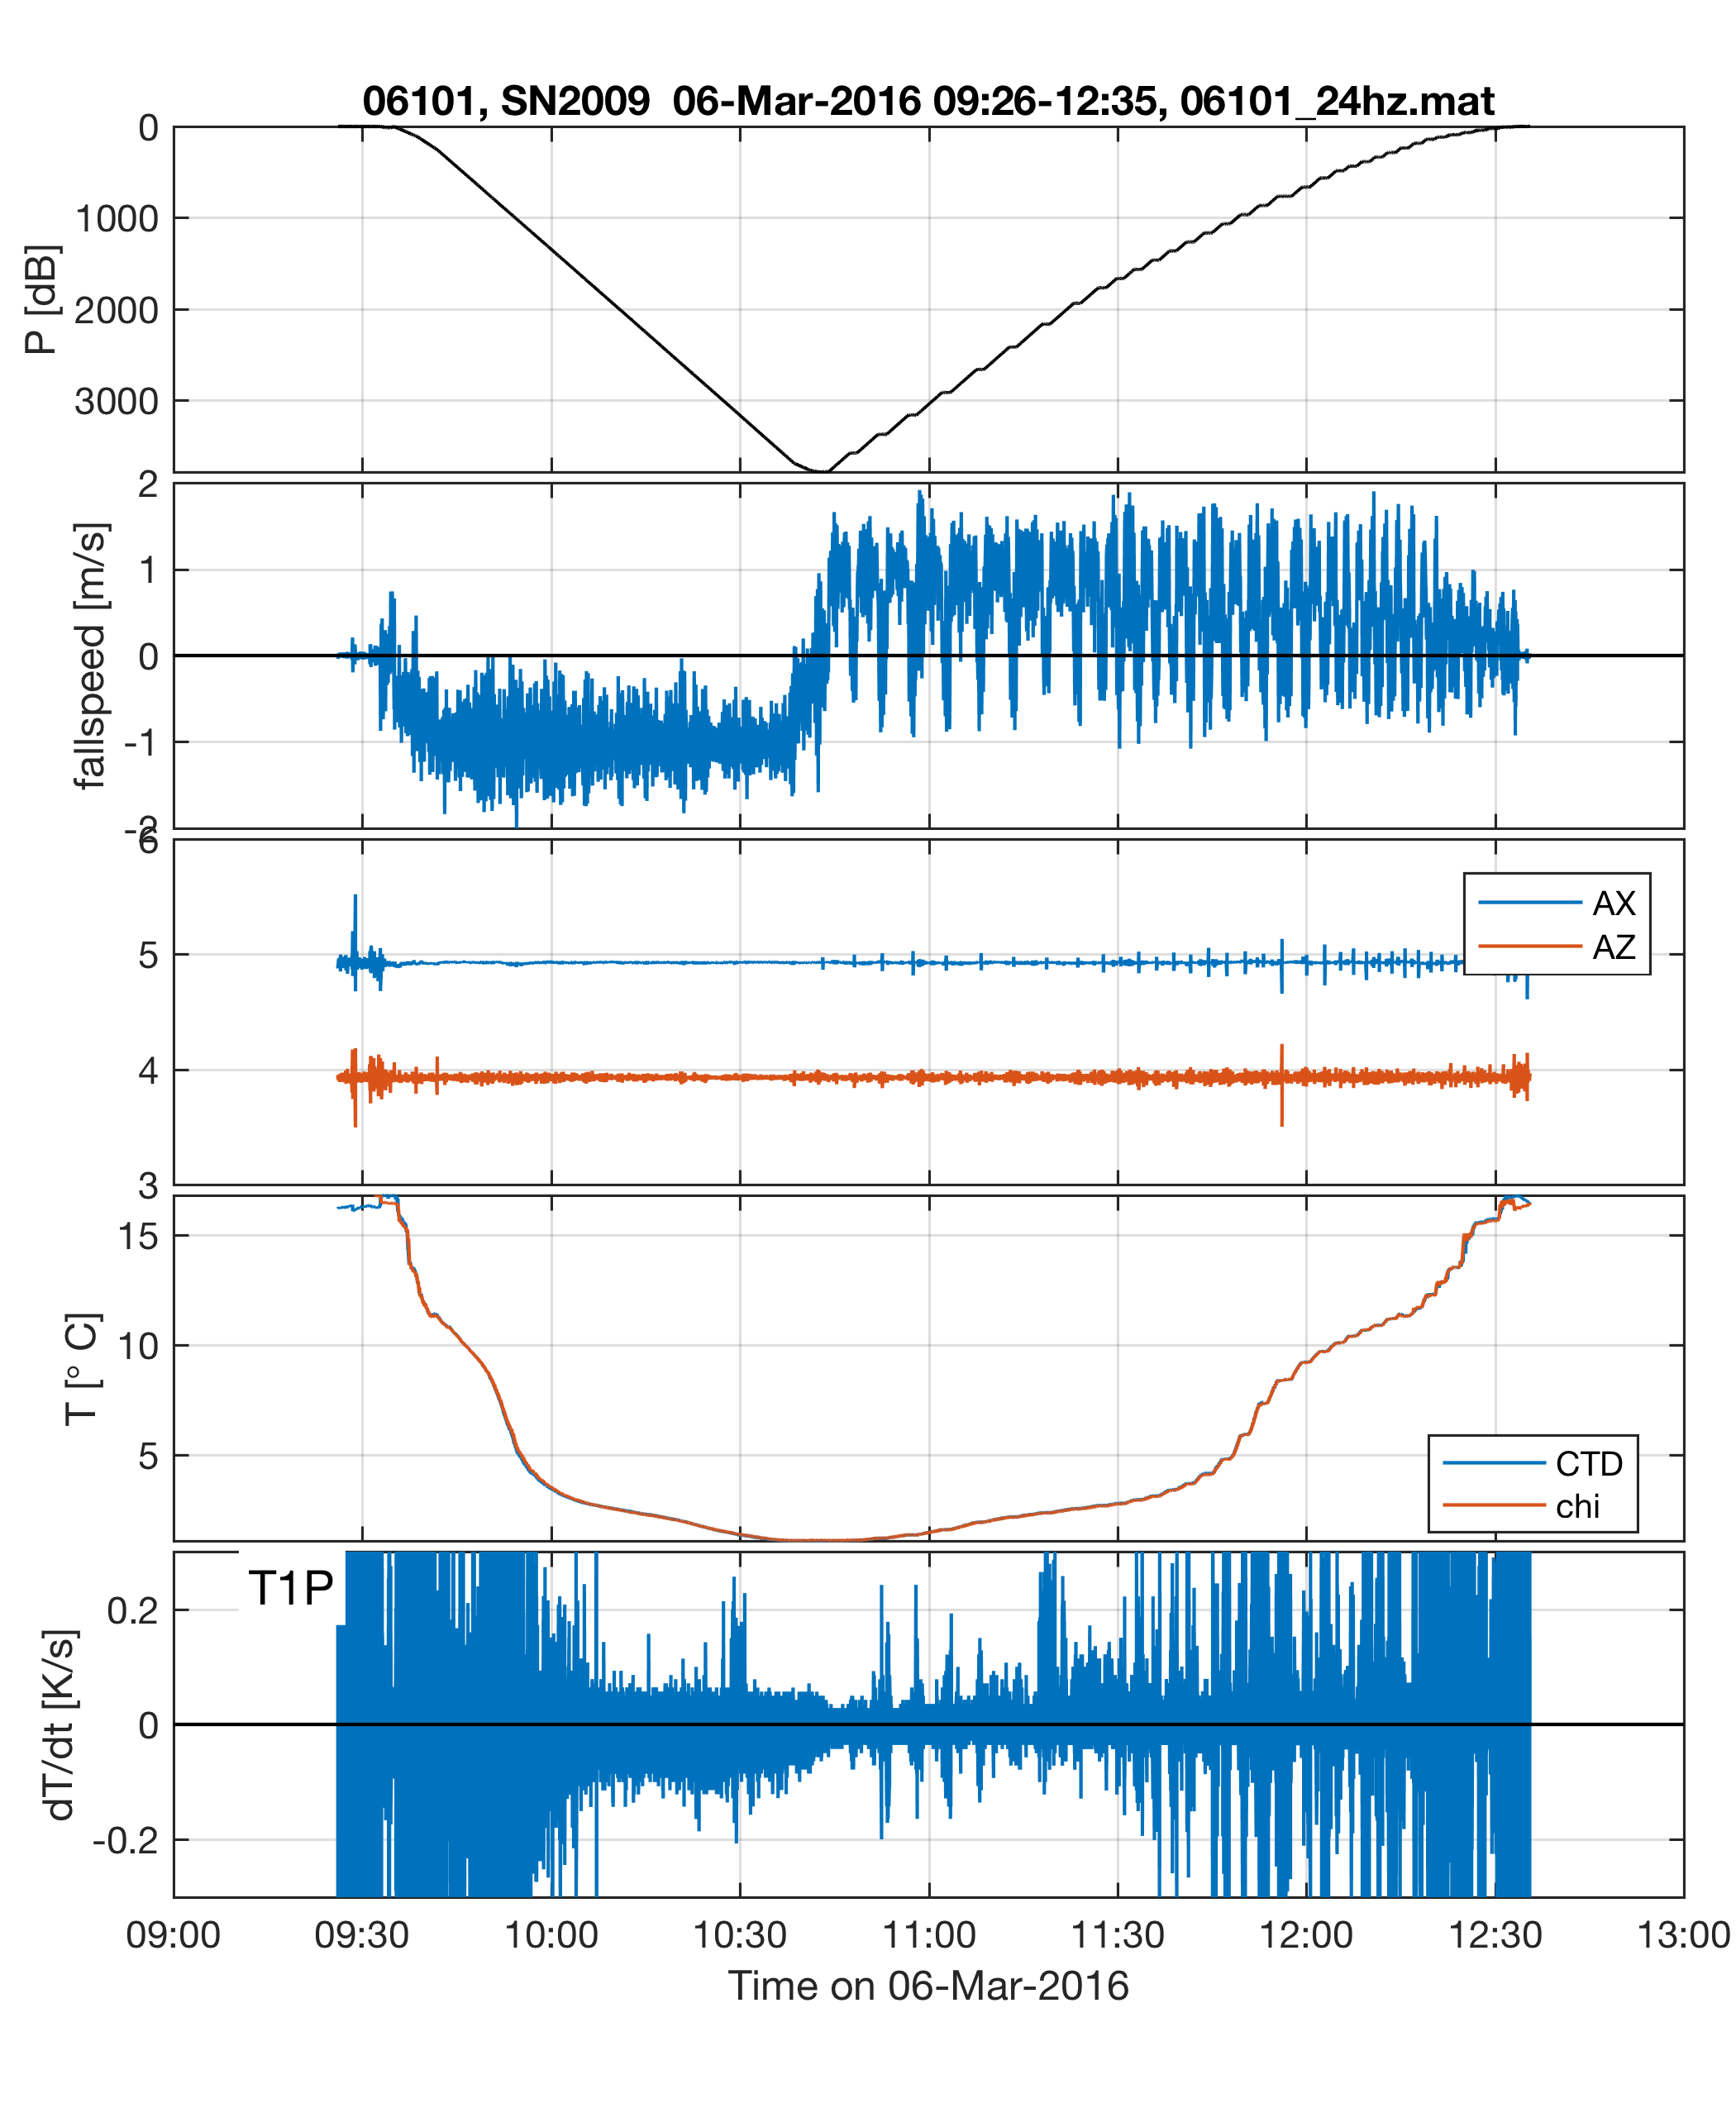 06101, SN2009  06-Mar-2016 09:26-12:35, 06101_24hz.mat
0
1000
2000
3000
P [dB]
2
1
0
-1
-2
fallspeed [m/s]
6
5
4
3
AX
AZ
15
10
5
T [° C]
CTD
chi
T1P
0.2
0
-0.2
dT/dt [K/s]
09:00 09:30 10:00 10:30 11:00 11:30 12:00 12:30 13:00
Time on 06-Mar-2016